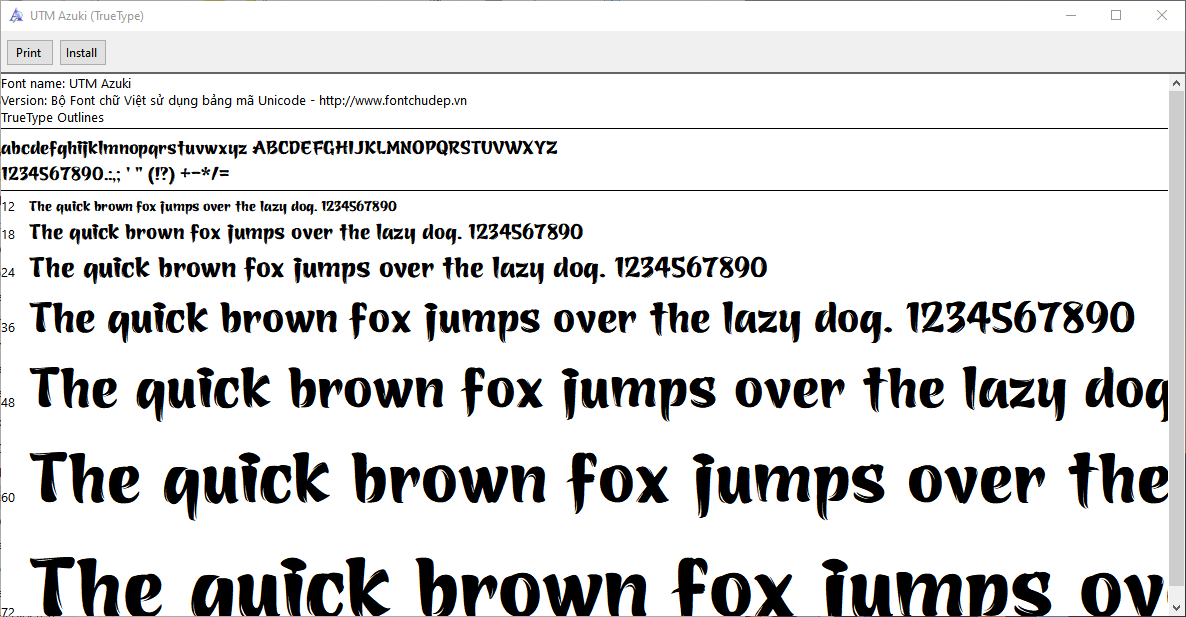 UTM Azuki (TrueType)
Print Install
Font name: UTM Azuki
Version: Bộ Font chữ Việt sử dụng bảng mã Unicode - http://www.fontchudep.vn
TrueType Outlines
abcdefghijklmnopqrstuvwxyz ABCDEFGHIJKLMNOPQRSTUVWXYZ
1234567890.:,; ' " (!?) +-*/=
12 The quick brown fox jumps over the lazy dog. 1234567890
18 The quick brown fox jumps over the lazy dog. 1234567890
24 The quick brown fox jumps over the lazy dog. 1234567890
36 The quick brown fox jumps over the lazy dog. 1234567890
48 The quick brown fox jumps over the lazy dog
60 The quick brown fox jumps over the
72 The quick brown fox jumps ov